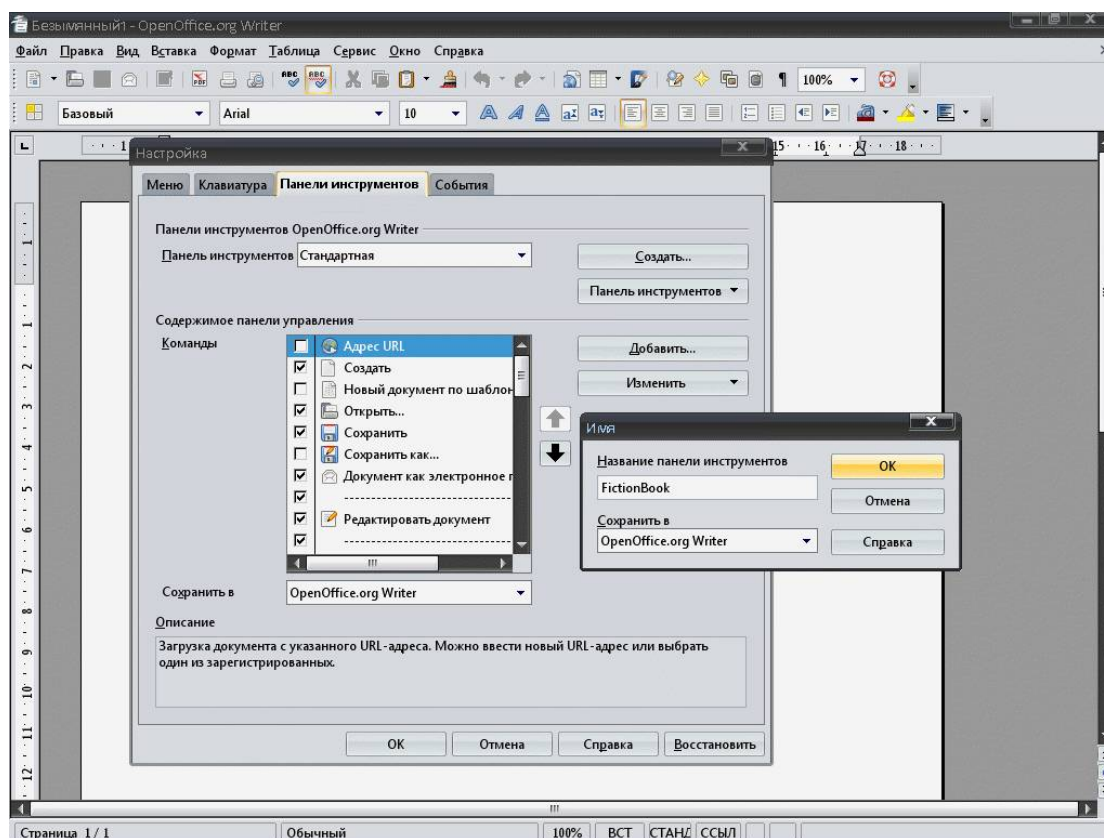 Безымянный1 - OpenOffice.org Writer
Файл Правка Вид Вставка Формат Таблица Сервис Окно Справка
100%
Базовый Arial 10
Настройка
Меню Клавиатура Панели инструментов События
Панели инструментов OpenOffice.org Writer
Панель инструментов Стандартная Создать...
Панель инструментов
Содержимое панели управления
Команды Адрес URL Добавить...
Создать
Новый документ по шаблон Изменить
Открыть...
Сохранить
Сохранить как...
Документ как электронное п
Редактировать документ
Имя
Название панели инструментов OK
FictionBook
Отмена
Сохранить в
OpenOffice.org Writer Справка
Сохранить в OpenOffice.org Writer
Описание
Загрузка документа с указанного URL-адреса. Можно ввести новый URL-адрес или выбрать
один из зарегистрированных.
OK Отмена Справка Восстановить
Страница 1 / 1 Обычный 100% ВСТ СТАНД ССЫЛ